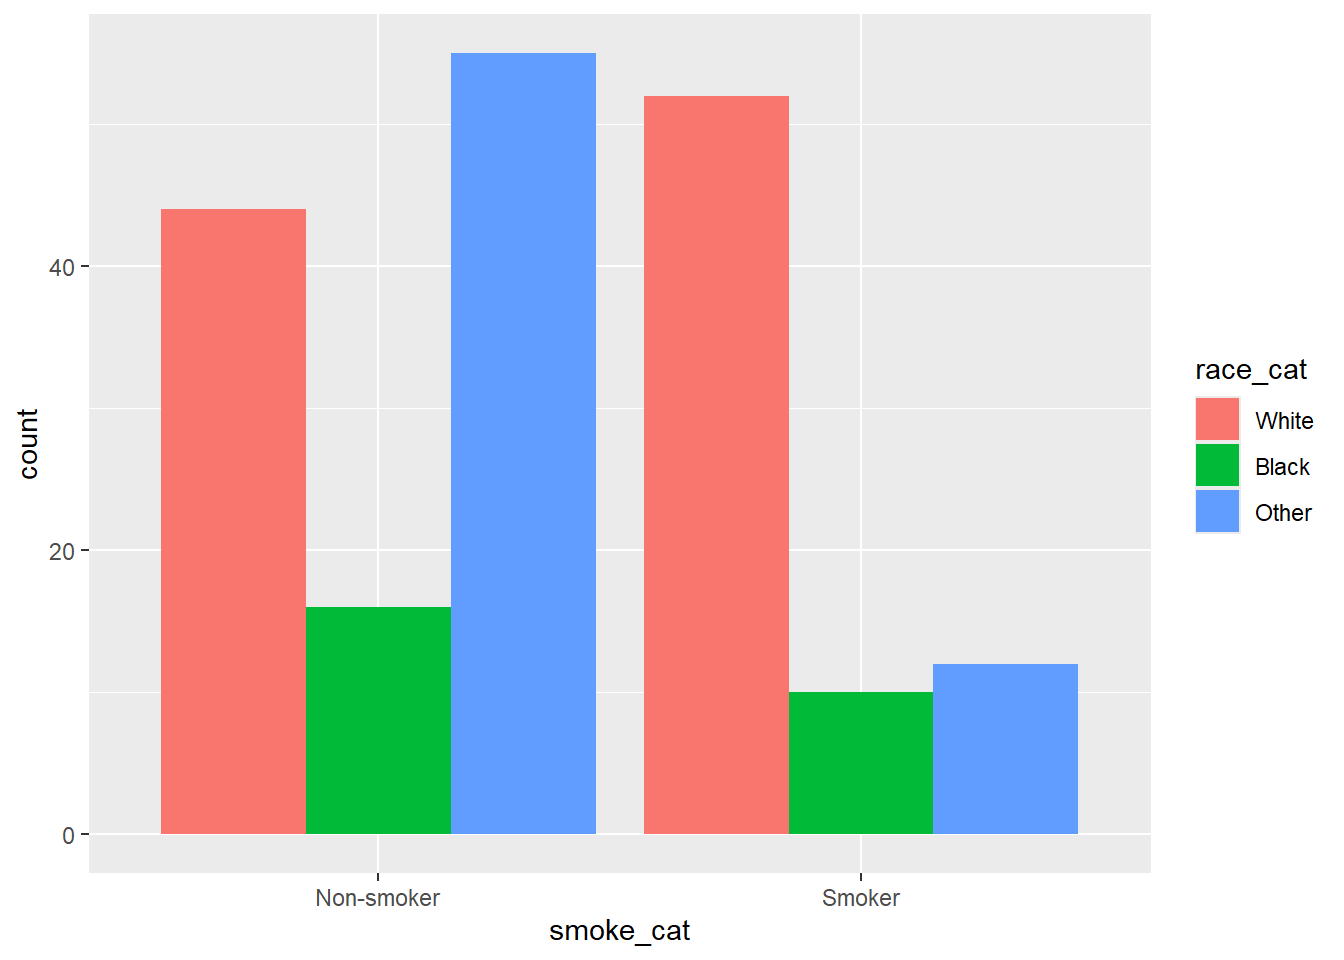 count
40
20
0
Non-smoker
Smoker
smoke_cat
race_cat
White
Black
Other